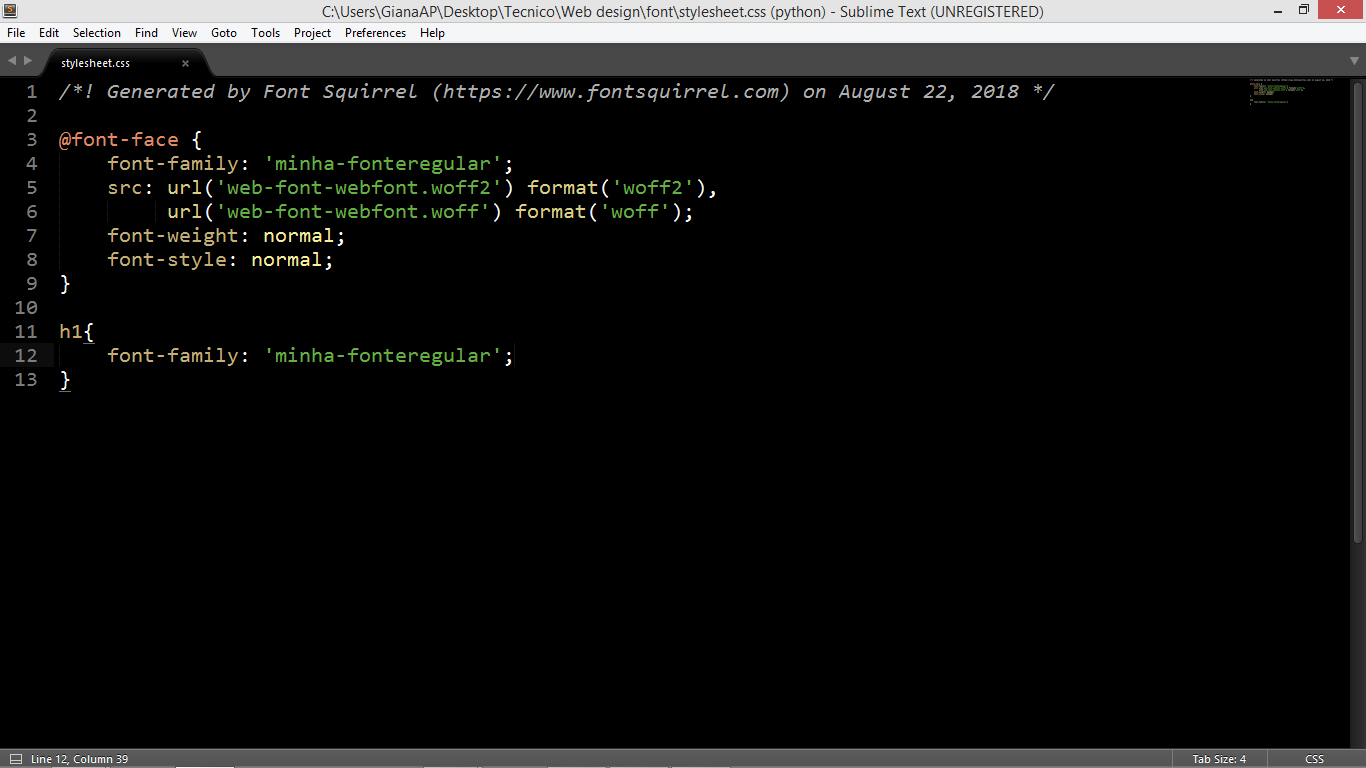 C:\Users\GianaAP\Desktop\Tecnico\Web design\font\stylesheet.css (python) - Sublime Text (UNREGISTERED)
File Edit Selection Find View Goto Tools Project Preferences Help
stylesheet.css
1 /*! Generated by Font Squirrel (https://www.fontsquirrel.com) on August 22, 2018 */
2
3 @font-face {
4     font-family: 'minha-fonteregular';
5     src: url('web-font-webfont.woff2') format('woff2'),
6          url('web-font-webfont.woff') format('woff');
7     font-weight: normal;
8     font-style: normal;
9 }
10
11 h1{
12     font-family: 'minha-fonteregular';
13 }
Line 12, Column 39 Tab Size: 4 CSS